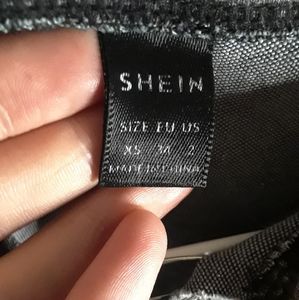 SHEIN
SIZE EU US
XS 34 2
MADE IN CHINA